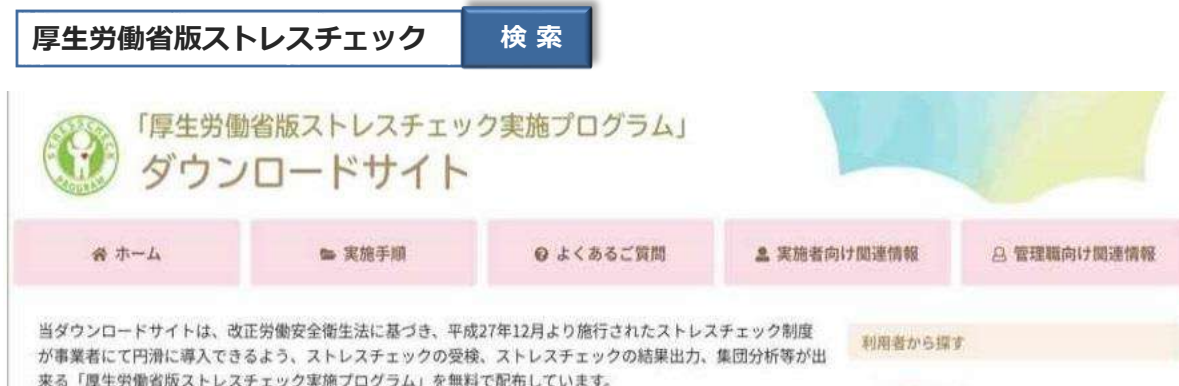 厚生労働省版ストレスチェック 検索
STRESSCHECK PROGRAM
「厚生労働省版ストレスチェック実施プログラム」
ダウンロードサイト
ホーム 実施手順 よくあるご質問 実施者向け関連情報 管理職向け関連情報
当ダウンロードサイトは、改正労働安全衛生法に基づき、平成27年12月より施行されたストレスチェック制度
が事業者にて円滑に導入できるよう、ストレスチェックの受検、ストレスチェックの結果出力、集団分析等が出
来る「厚生労働省版ストレスチェック実施プログラム」を無料で配布しています。
利用者から探す